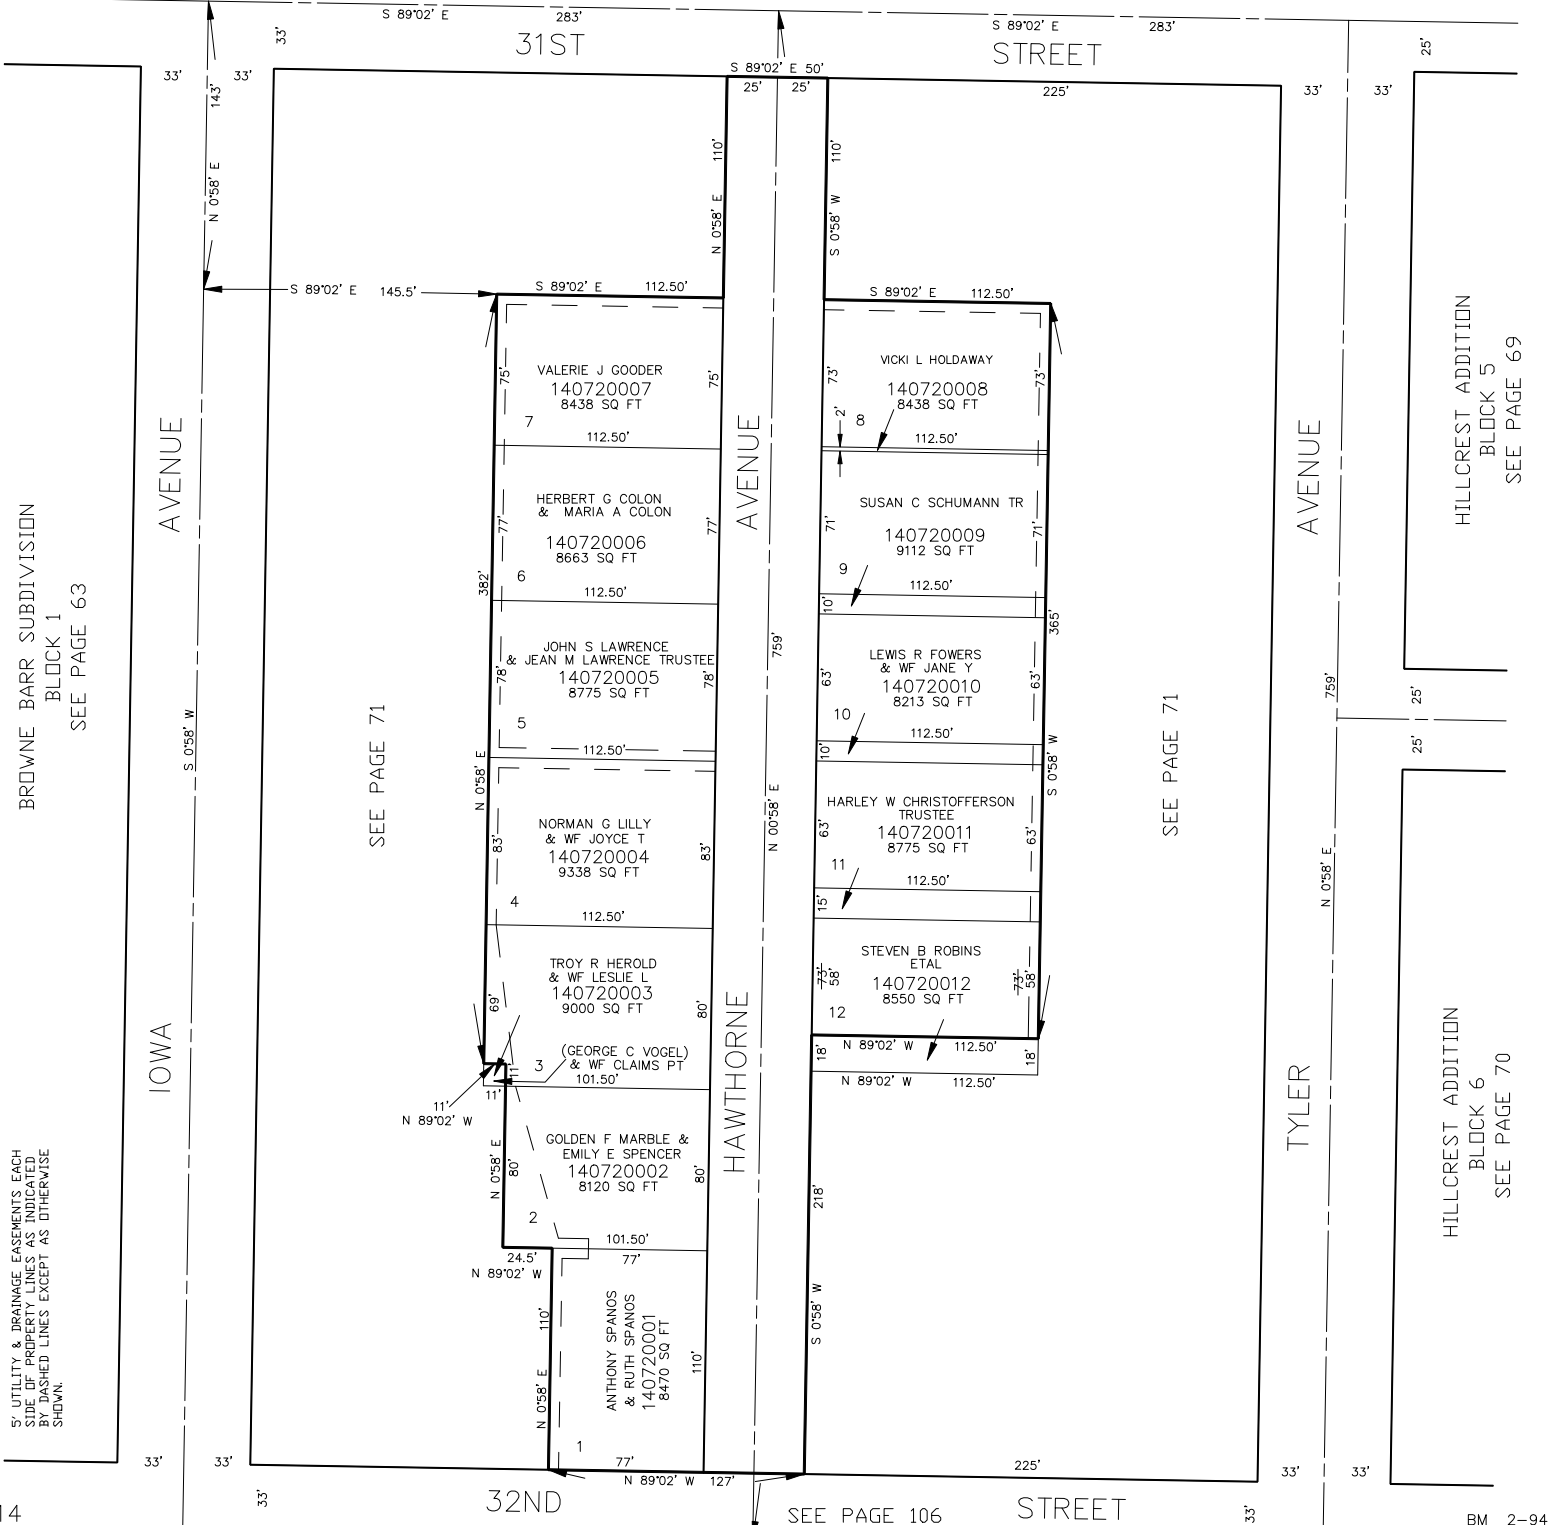 S 89°02' E
283'
S 89°02' E
283'
33'
31ST
STREET
25'
33'
33'
143'
S 89°02' E 50'
25'
25'
225'
33'
33'
N 0°58' E
110'
N 0°58' E
110'
S 0°58' W
S 89°02' E
145.5'
S 89°02' E
112.50'
S 89°02' E
112.50'
VALERIE J GOODER
140720007
8438 SQ FT
75'
75'
7
112.50'
VICKI L HOLDAWAY
140720008
8438 SQ FT
73'
73'
2'
8
112.50'
HERBERT G COLON
& MARIA A COLON
140720006
8663 SQ FT
77'
77'
6
112.50'
SUSAN C SCHUMANN TR
140720009
9112 SQ FT
71'
71'
9
112.50'
10'
382'
365'
JOHN S LAWRENCE
& JEAN M LAWRENCE TRUSTEE
140720005
8775 SQ FT
78'
78'
5
112.50'
LEWIS R FOWERS
& WF JANE Y
140720010
8213 SQ FT
63'
63'
10
112.50'
10'
N 0°58' E
S 0°58' W
NORMAN G LILLY
& WF JOYCE T
140720004
9338 SQ FT
83'
83'
4
112.50'
HARLEY W CHRISTOFFERSON
TRUSTEE
140720011
8775 SQ FT
63'
63'
11
112.50'
15'
TROY R HEROLD
& WF LESLIE L
140720003
9000 SQ FT
69'
80'
3
(GEORGE C VOGEL)
& WF CLAIMS PT
101.50'
11'
11'
11'
N 89°02' W
STEVEN B ROBINS
ETAL
140720012
8550 SQ FT
73'
58'
73'
58'
12
N 89°02' W
112.50'
18'
18'
N 89°02' W
112.50'
GOLDEN F MARBLE &
EMILY E SPENCER
140720002
8120 SQ FT
N 0°58' E
80'
80'
2
101.50'
24.5'
N 89°02' W
77'
ANTHONY SPANOS
& RUTH SPANOS
140720001
8470 SQ FT
110'
N 0°58' E
110'
1
77'
N 89°02' W
127'
218'
S 0°58' W
225'
AVENUE
IOWA
S 0°58' W
AVENUE
HAWTHORNE
759'
N 00°58' E
AVENUE
TYLER
759'
N 0°58' E
SEE PAGE 71
SEE PAGE 71
BROWNE BARR SUBDIVISION
BLOCK 1
SEE PAGE 63
HILLCREST ADDITION
BLOCK 5
SEE PAGE 69
25'
25'
HILLCREST ADDITION
BLOCK 6
SEE PAGE 70
5' UTILITY & DRAINAGE EASEMENTS EACH
SIDE OF PROPERTY LINES AS INDICATED
BY DASHED LINES EXCEPT AS OTHERWISE
SHOWN.
33'
33'
33'
33'
33'
32ND
STREET
33'
14
SEE PAGE 106
BM 2-94